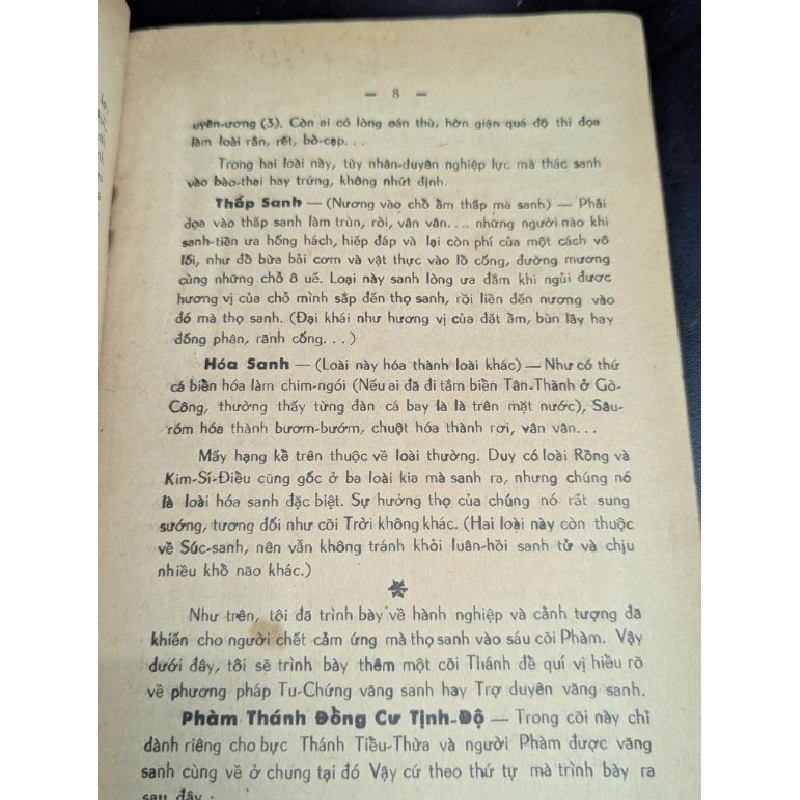 — 8 —
uyên-ương (3). Còn ai có lòng oán thù, hờn giận quá độ thì đọa
làm loài rắn, rết, bò-cạp...
Trong hai loài này, tùy nhân-duyên nghiệp lực mà thác sanh
vào bào-thai hay trứng, không nhứt định.
Thấp Sanh — (Nương vào chỗ ẩm thấp mà sanh) — Phải
đọa vào thấp sanh làm trùn, ròi, vân vân... những người nào khi
sanh-tiền ưa hống hách, hiếp đáp và lại còn phí của một cách vô
lối, như đồ bừa bải cơm và vật thực vào lồ cống, đường mương
cùng những chỗ ô uế. Loại này sanh lòng ưa đắm khi ngủi được
hương vị của chỗ mình sắp đến thọ sanh, rồi liền đến nương vào
đó mà thọ sanh. (Đại khái như hương vị của đất ẩm, bùn lầy hay
đống phân, rãnh cống...)
Hóa Sanh — (Loài này hóa thành loài khác) — Như có thứ
cá biển hóa làm chim-ngói (Nếu ai đã đi tắm biển Tân-Thành ở Gò-
Công, thường thấy từng đàn cá bay là là trên mặt nước), Sâu-
róm hóa thành bươm-bướm, chuột hóa thành rơi, vân vân...
Mấy hạng kể trên thuộc về loài thường. Duy có loài Rồng và
Kim-Sí-Điểu cũng gốc ở ba loài kia mà sanh ra, nhưng chúng nó
là loài hóa sanh đặc biệt. Sự hưởng thọ của chúng nó rất sung
sướng, tương đối như cõi Trời không khác. (Hai loài này còn thuộc
về Súc-sanh, nên vẫn không tránh khỏi luân-hồi sanh tử và chịu
nhiều khổ não khác.)
Như trên, tôi đã trình bày về hành nghiệp và cảnh tượng đã
khiến cho người chết cảm ứng mà thọ sanh vào sáu cõi Phàm. Vậy
dưới đây, tôi sẽ trình bày thêm một cõi Thánh để quí vị hiểu rõ
về phương pháp Tu-Chứng vãng sanh hay Trợ duyên vãng sanh.
Phàm Thánh Đồng Cư Tịnh-Độ — Trong cõi này chỉ
dành riêng cho bực Thánh Tiểu-Thừa và người Phàm được vãng
sanh cùng về ở chung tại đó Vậy cứ theo thứ tự mà trình bày ra
sau đây :